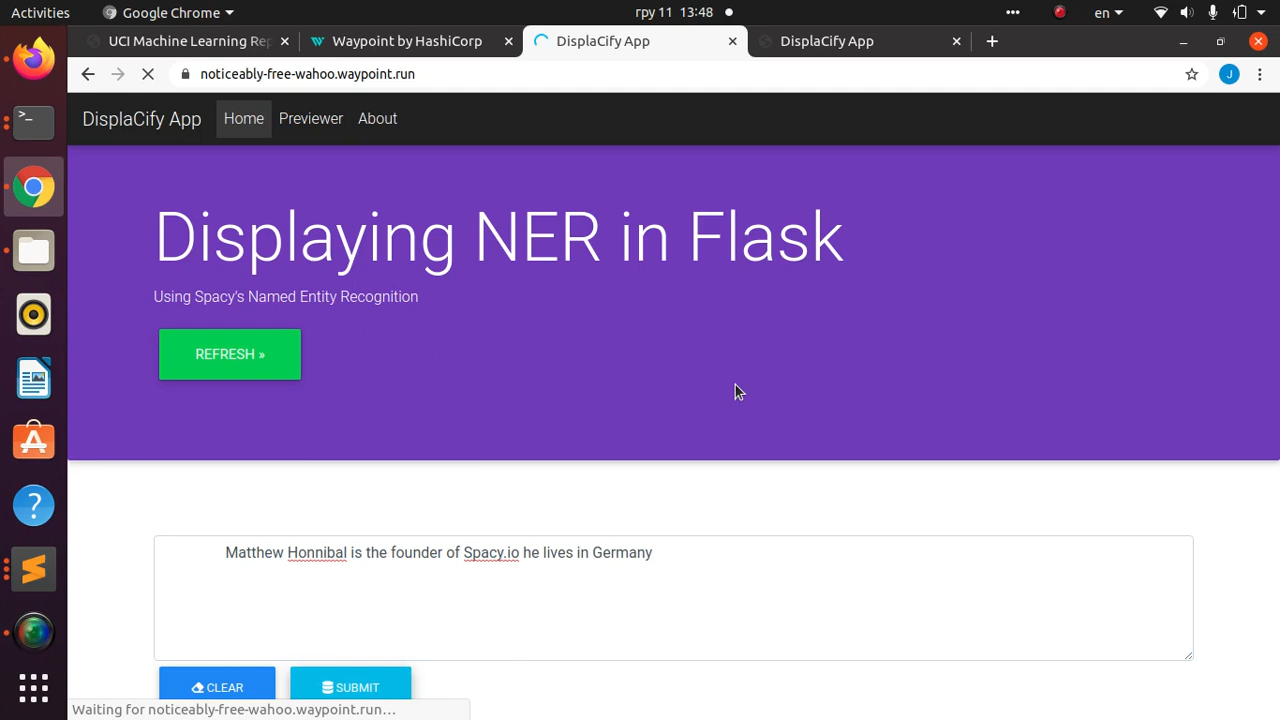 Activities
Google Chrome
гру 11 13:48
en
UCI Machine Learning Rep
Waypoint by HashiCorp
DisplaCify App
DisplaCify App
noticeably-free-wahoo.waypoint.run
J
DisplaCify App
Home
Previewer
About
Displaying NER in Flask
Using Spacy's Named Entity Recognition
REFRESH »
Matthew Honnibal is the founder of Spacy.io he lives in Germany
CLEAR
SUBMIT
Waiting for noticeably-free-wahoo.waypoint.run…